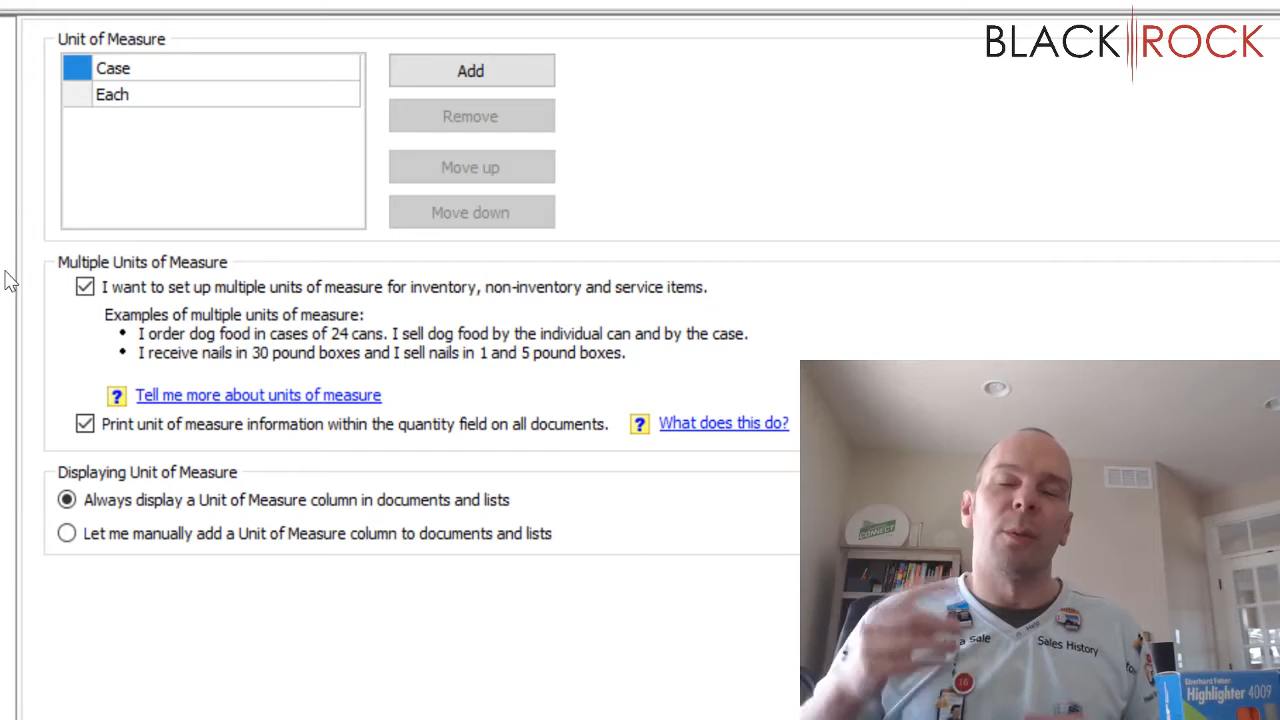 BLACK ROCK
Unit of Measure
Case
Each
Add
Remove
Move up
Move down
Multiple Units of Measure
I want to set up multiple units of measure for inventory, non-inventory and service items.
Examples of multiple units of measure:
• I order dog food in cases of 24 cans. I sell dog food by the individual can and by the case.
• I receive nails in 30 pound boxes and I sell nails in 1 and 5 pound boxes.
? Tell me more about units of measure
Print unit of measure information within the quantity field on all documents. ? What does this do?
Displaying Unit of Measure
Always display a Unit of Measure column in documents and lists
Let me manually add a Unit of Measure column to documents and lists
CONNECT
Sale
Help
Sales History
16
Eberhard Faber
Highlighter 4009